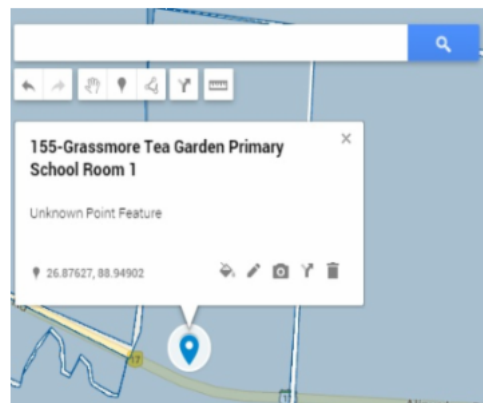 155-Grassmore Tea Garden Primary
School Room 1
Unknown Point Feature
26.87627, 88.94902
17